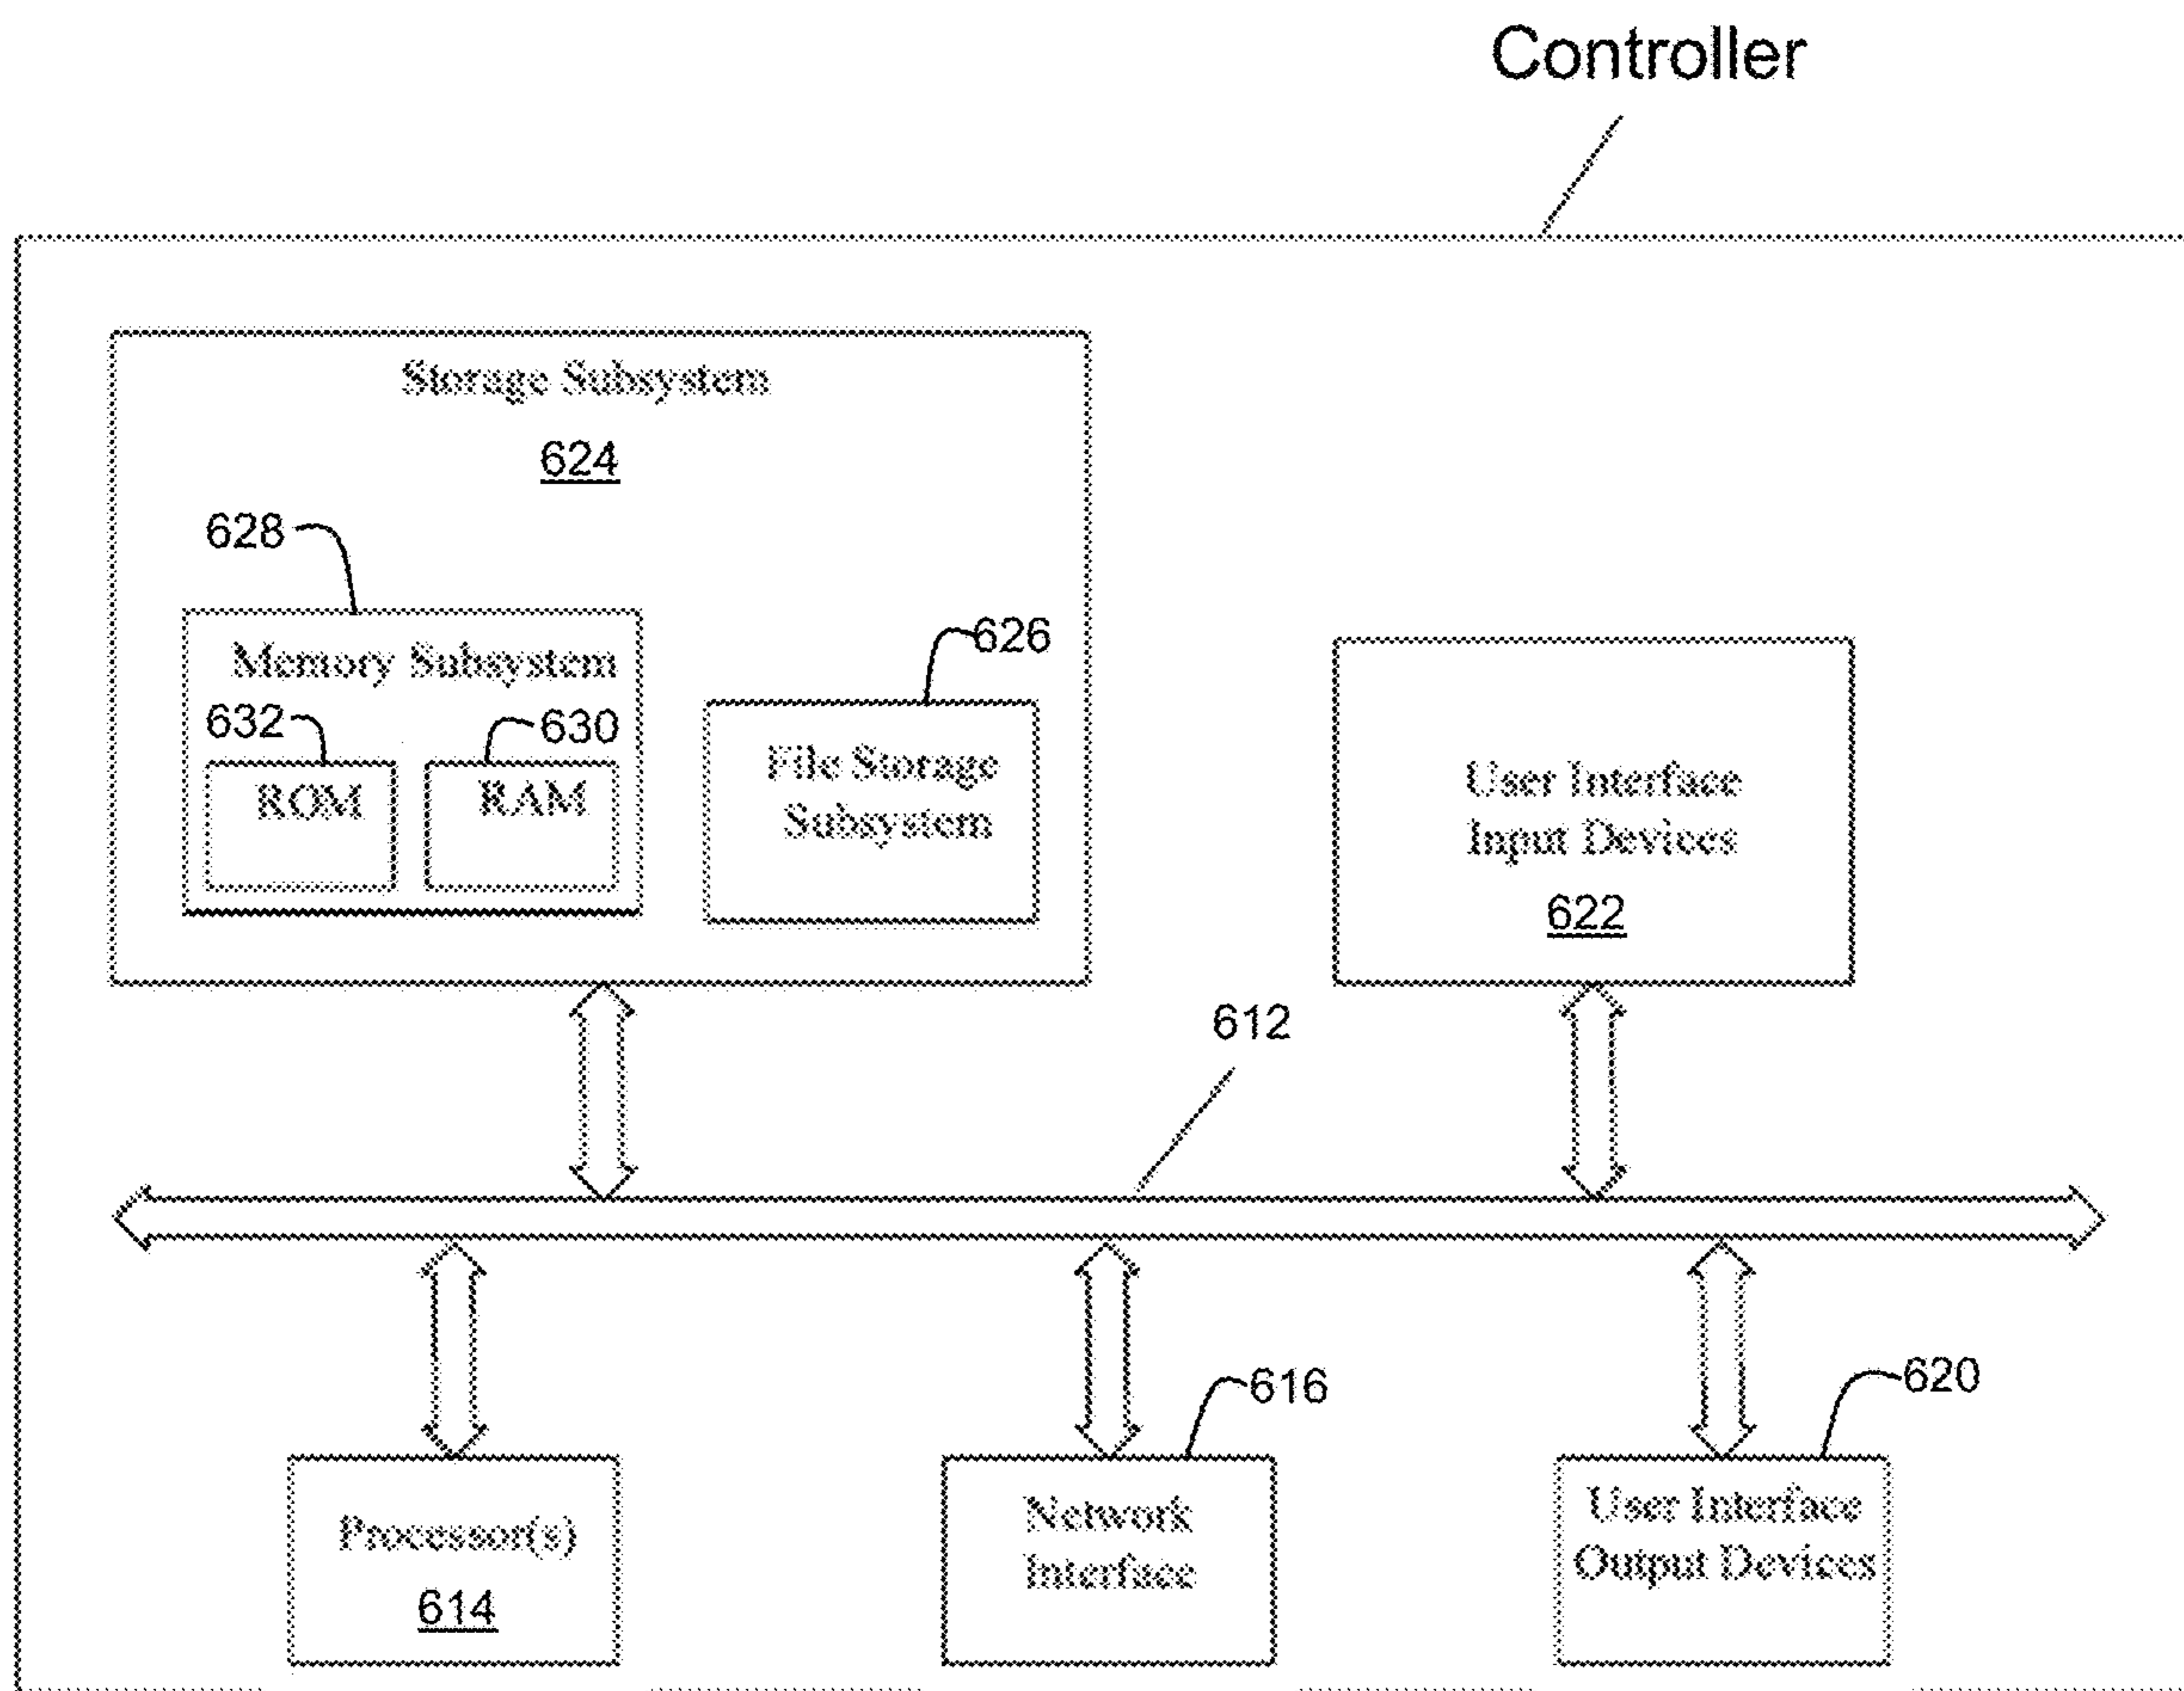 Controller
Storage Subsystem
624
628
Memory Subsystem
632
630
ROM
RAM
626
File Storage
Subsystem
User Interface
Input Devices
622
612
Processor(s)
614
616
Network
Interface
620
User Interface
Output Devices